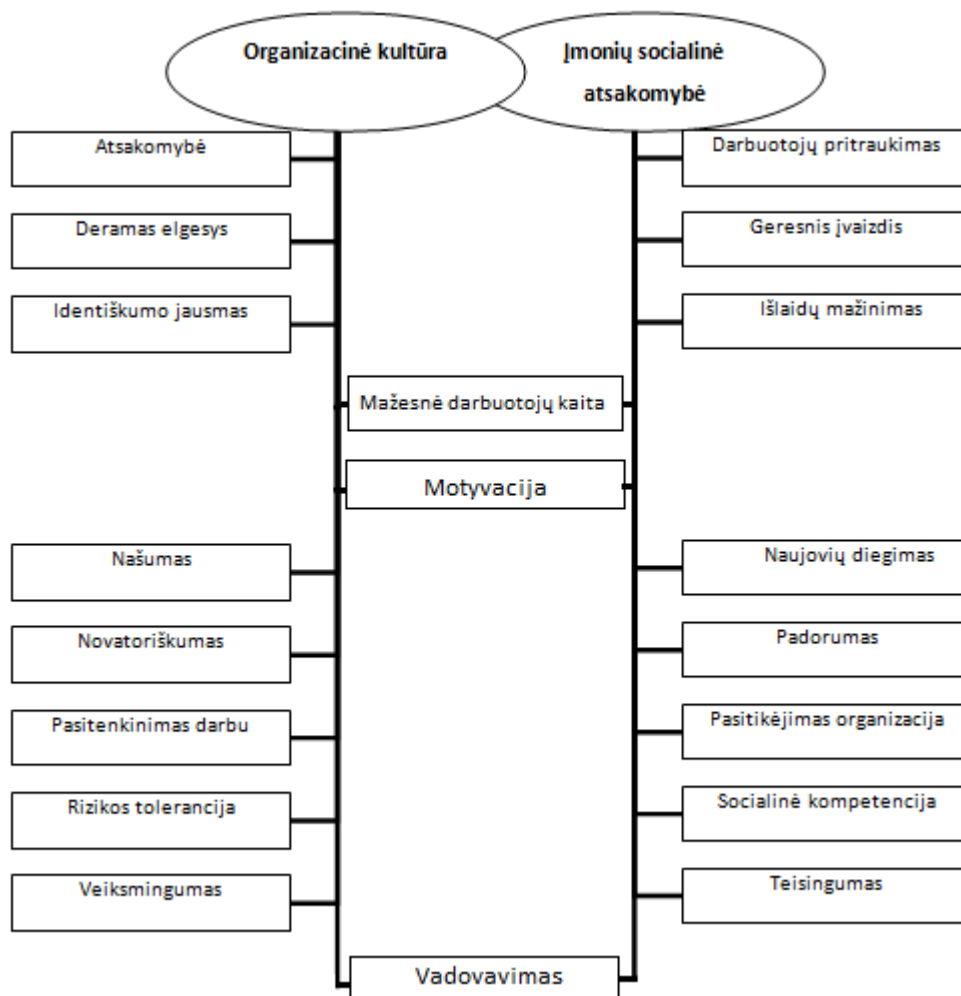 Organizacinė kultūra
Įmonių socialinė
atsakomybė
Atsakomybė
Darbuotojų pritraukimas
Deramas elgesys
Geresnis įvaizdis
Identiškumo jausmas
Išlaidų mažinimas
Mažesnė darbuotojų kaita
Motyvacija
Našumas
Naujovių diegimas
Novatoriškumas
Padorumas
Pasitenkinimas darbu
Pasitikėjimas organizacija
Rizikos tolerancija
Socialinė kompetencija
Veiksmingumas
Teisingumas
Vadovavimas